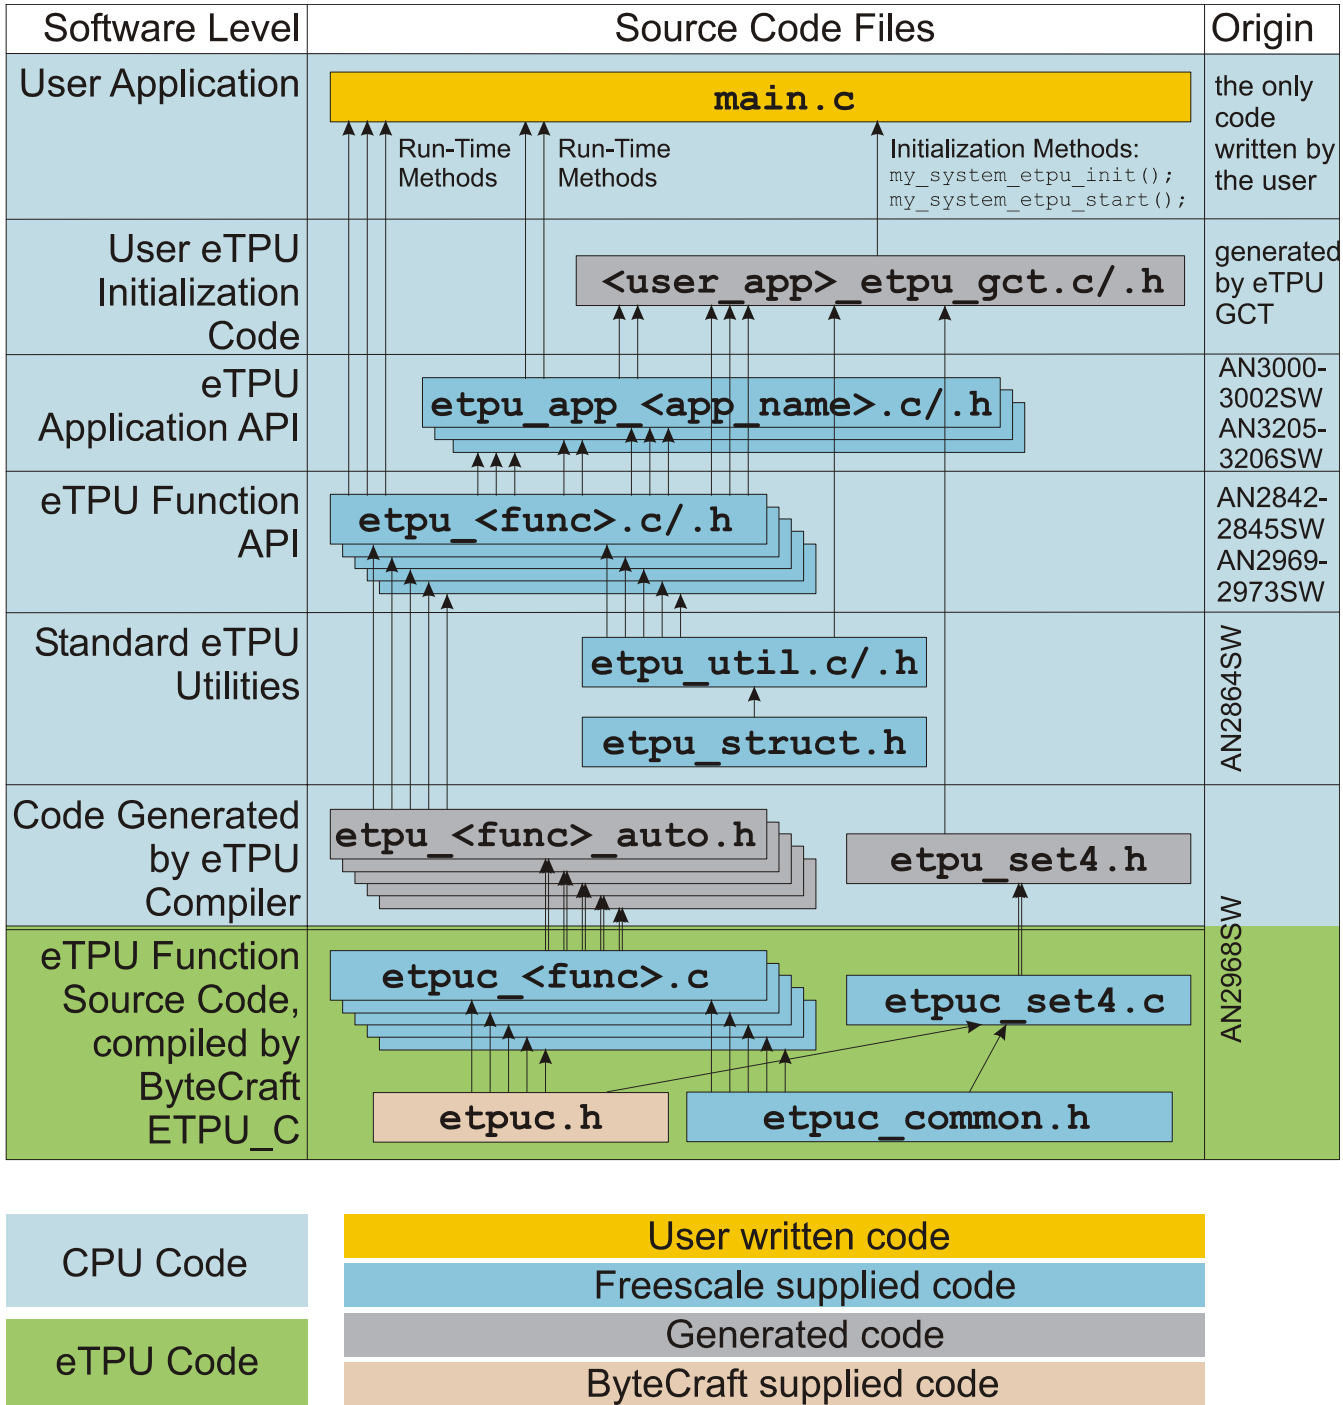 Software Level
Source Code Files
Origin
User Application
main.c
the only
code
written by
the user
Run-Time
Methods
Run-Time
Methods
Initialization Methods:
my_system_etpu_init();
my_system_etpu_start();
User eTPU
Initialization
Code
<user_app>_etpu_gct.c/.h
generated
by eTPU
GCT
eTPU
Application API
etpu_app_<app_name>.c/.h
AN3000-
3002SW
AN3205-
3206SW
eTPU Function
API
etpu_<func>.c/.h
AN2842-
2845SW
AN2969-
2973SW
Standard eTPU
Utilities
etpu_util.c/.h
etpu_struct.h
AN2864SW
Code Generated
by eTPU
Compiler
etpu_<func>_auto.h
etpu_set4.h
AN2968SW
eTPU Function
Source Code,
compiled by
ByteCraft
ETPU_C
etpuc_<func>.c
etpuc_set4.c
etpuc.h
etpuc_common.h
CPU Code
eTPU Code
User written code
Freescale supplied code
Generated code
ByteCraft supplied code